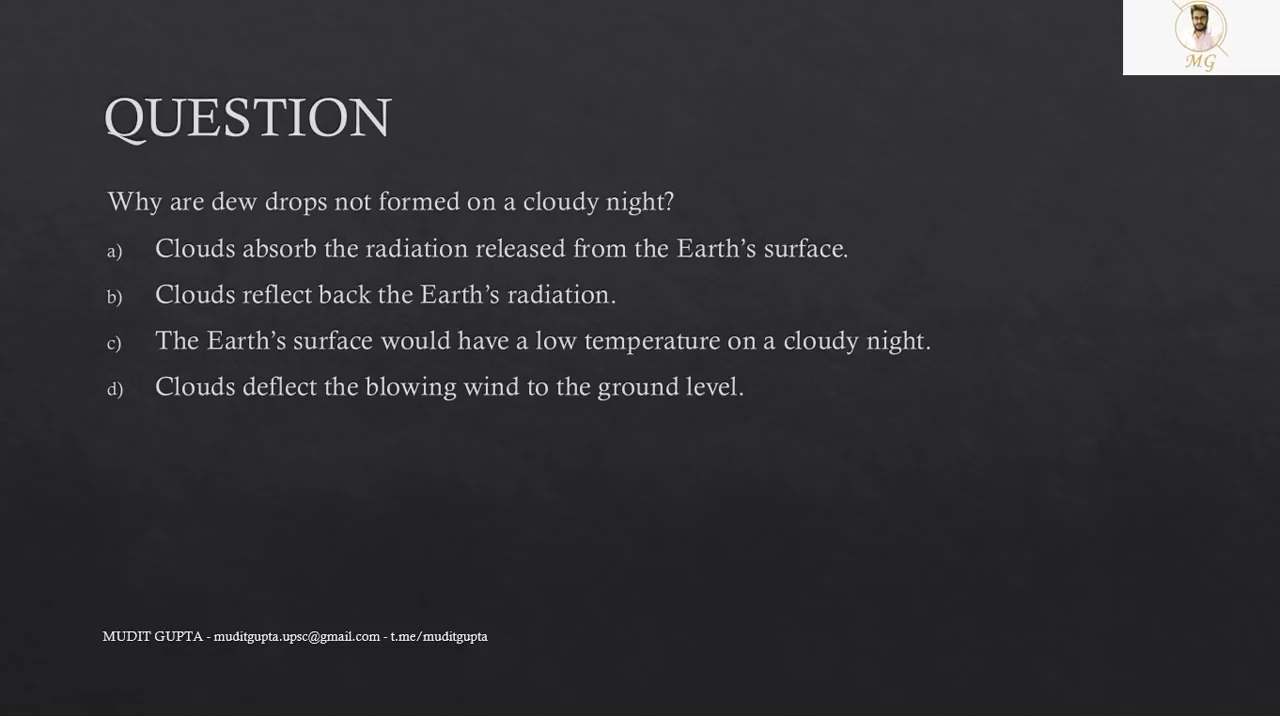 MG
QUESTION
Why are dew drops not formed on a cloudy night?
a) Clouds absorb the radiation released from the Earth’s surface.
b) Clouds reflect back the Earth’s radiation.
c) The Earth’s surface would have a low temperature on a cloudy night.
d) Clouds deflect the blowing wind to the ground level.
MUDIT GUPTA - muditgupta.upsc@gmail.com - t.me/muditgupta